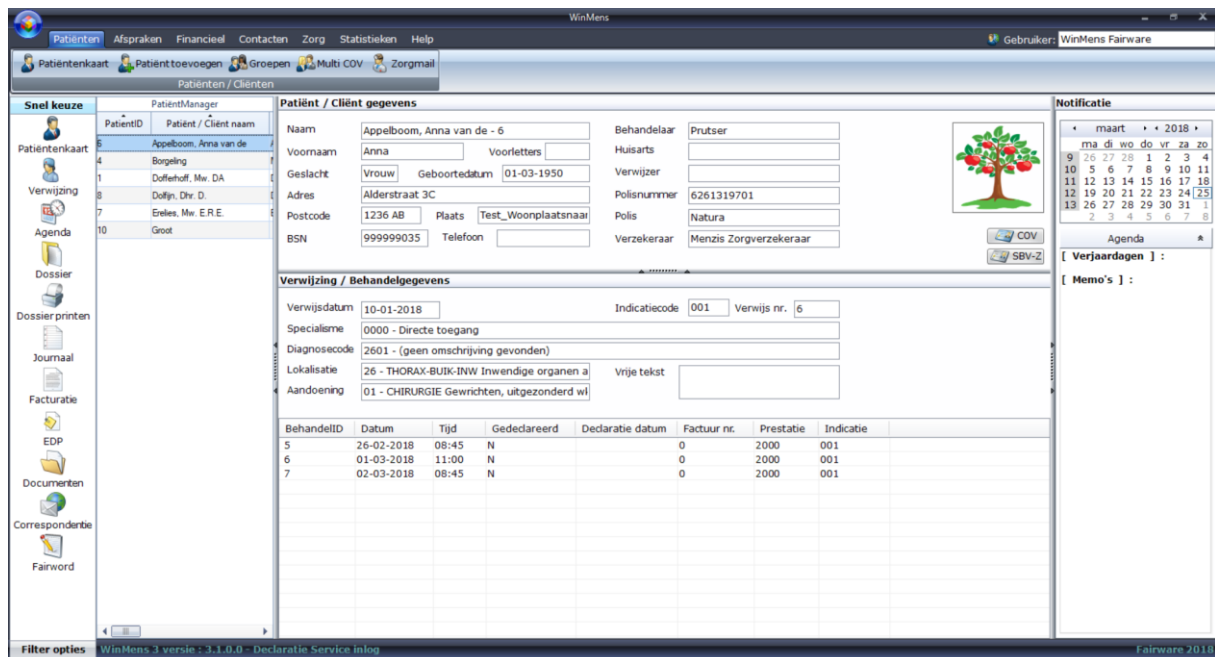 WinMens
Patiënten Afspraken Financieel Contacten Zorg Statistieken Help
Gebruiker: WinMens Fairware
Patiëntenkaart Patiënt toevoegen Groepen Multi COV Zorgmail
Patiënten / Cliënten
Snel keuze
Patiëntenkaart
Verwijzing
Agenda
Dossier
Dossier printen
Journaal
Facturatie
EDP
Documenten
Correspondentie
Fairword
Filter opties
PatiëntManager
PatientID Patiënt / Cliënt naam
6 Appelboom, Anna van de
4 Borgeling
1 Dofferhoff, Mw. DA
8 Dolfijn, Dhr. D.
7 Erelies, Mw. E.R.E.
10 Groot
Patiënt / Cliënt gegevens
Naam Appelboom, Anna van de - 6 Behandelaar Prutser
Voornaam Anna Voorletters Huisarts
Geslacht Vrouw Geboortedatum 01-03-1950 Verwijzer
Adres Alderstraat 3C Polisnummer 6261319701
Postcode 1236 AB Plaats Test_Woonplaatsnaar Polis Natura
BSN 999999035 Telefoon Verzekeraar Menzis Zorgverzekeraar
COV
SBV-Z
Verwijzing / Behandelgegevens
Verwijsdatum 10-01-2018 Indicatiecode 001 Verwijs nr. 6
Specialisme 0000 - Directe toegang
Diagnosecode 2601 - (geen omschrijving gevonden)
Lokalisatie 26 - THORAX-BUIK-INW Inwendige organen a Vrije tekst
Aandoening 01 - CHIRURGIE Gewrichten, uitgezonderd wl
BehandelID Datum Tijd Gedeclareerd Declaratie datum Factuur nr. Prestatie Indicatie
5 26-02-2018 08:45 N 0 2000 001
6 01-03-2018 11:00 N 0 2000 001
7 02-03-2018 08:45 N 0 2000 001
Notificatie
maart 2018
ma di wo do vr za zo
9 26 27 28 1 2 3 4
10 5 6 7 8 9 10 11
11 12 13 14 15 16 17 18
12 19 20 21 22 23 24 25
13 26 27 28 29 30 31 1
2 3 4 5 6 7 8
Agenda
[ Verjaardagen ] :
[ Memo's ] :
WinMens 3 versie : 3.1.0.0 - Declaratie Service inlog
Fairware 2018